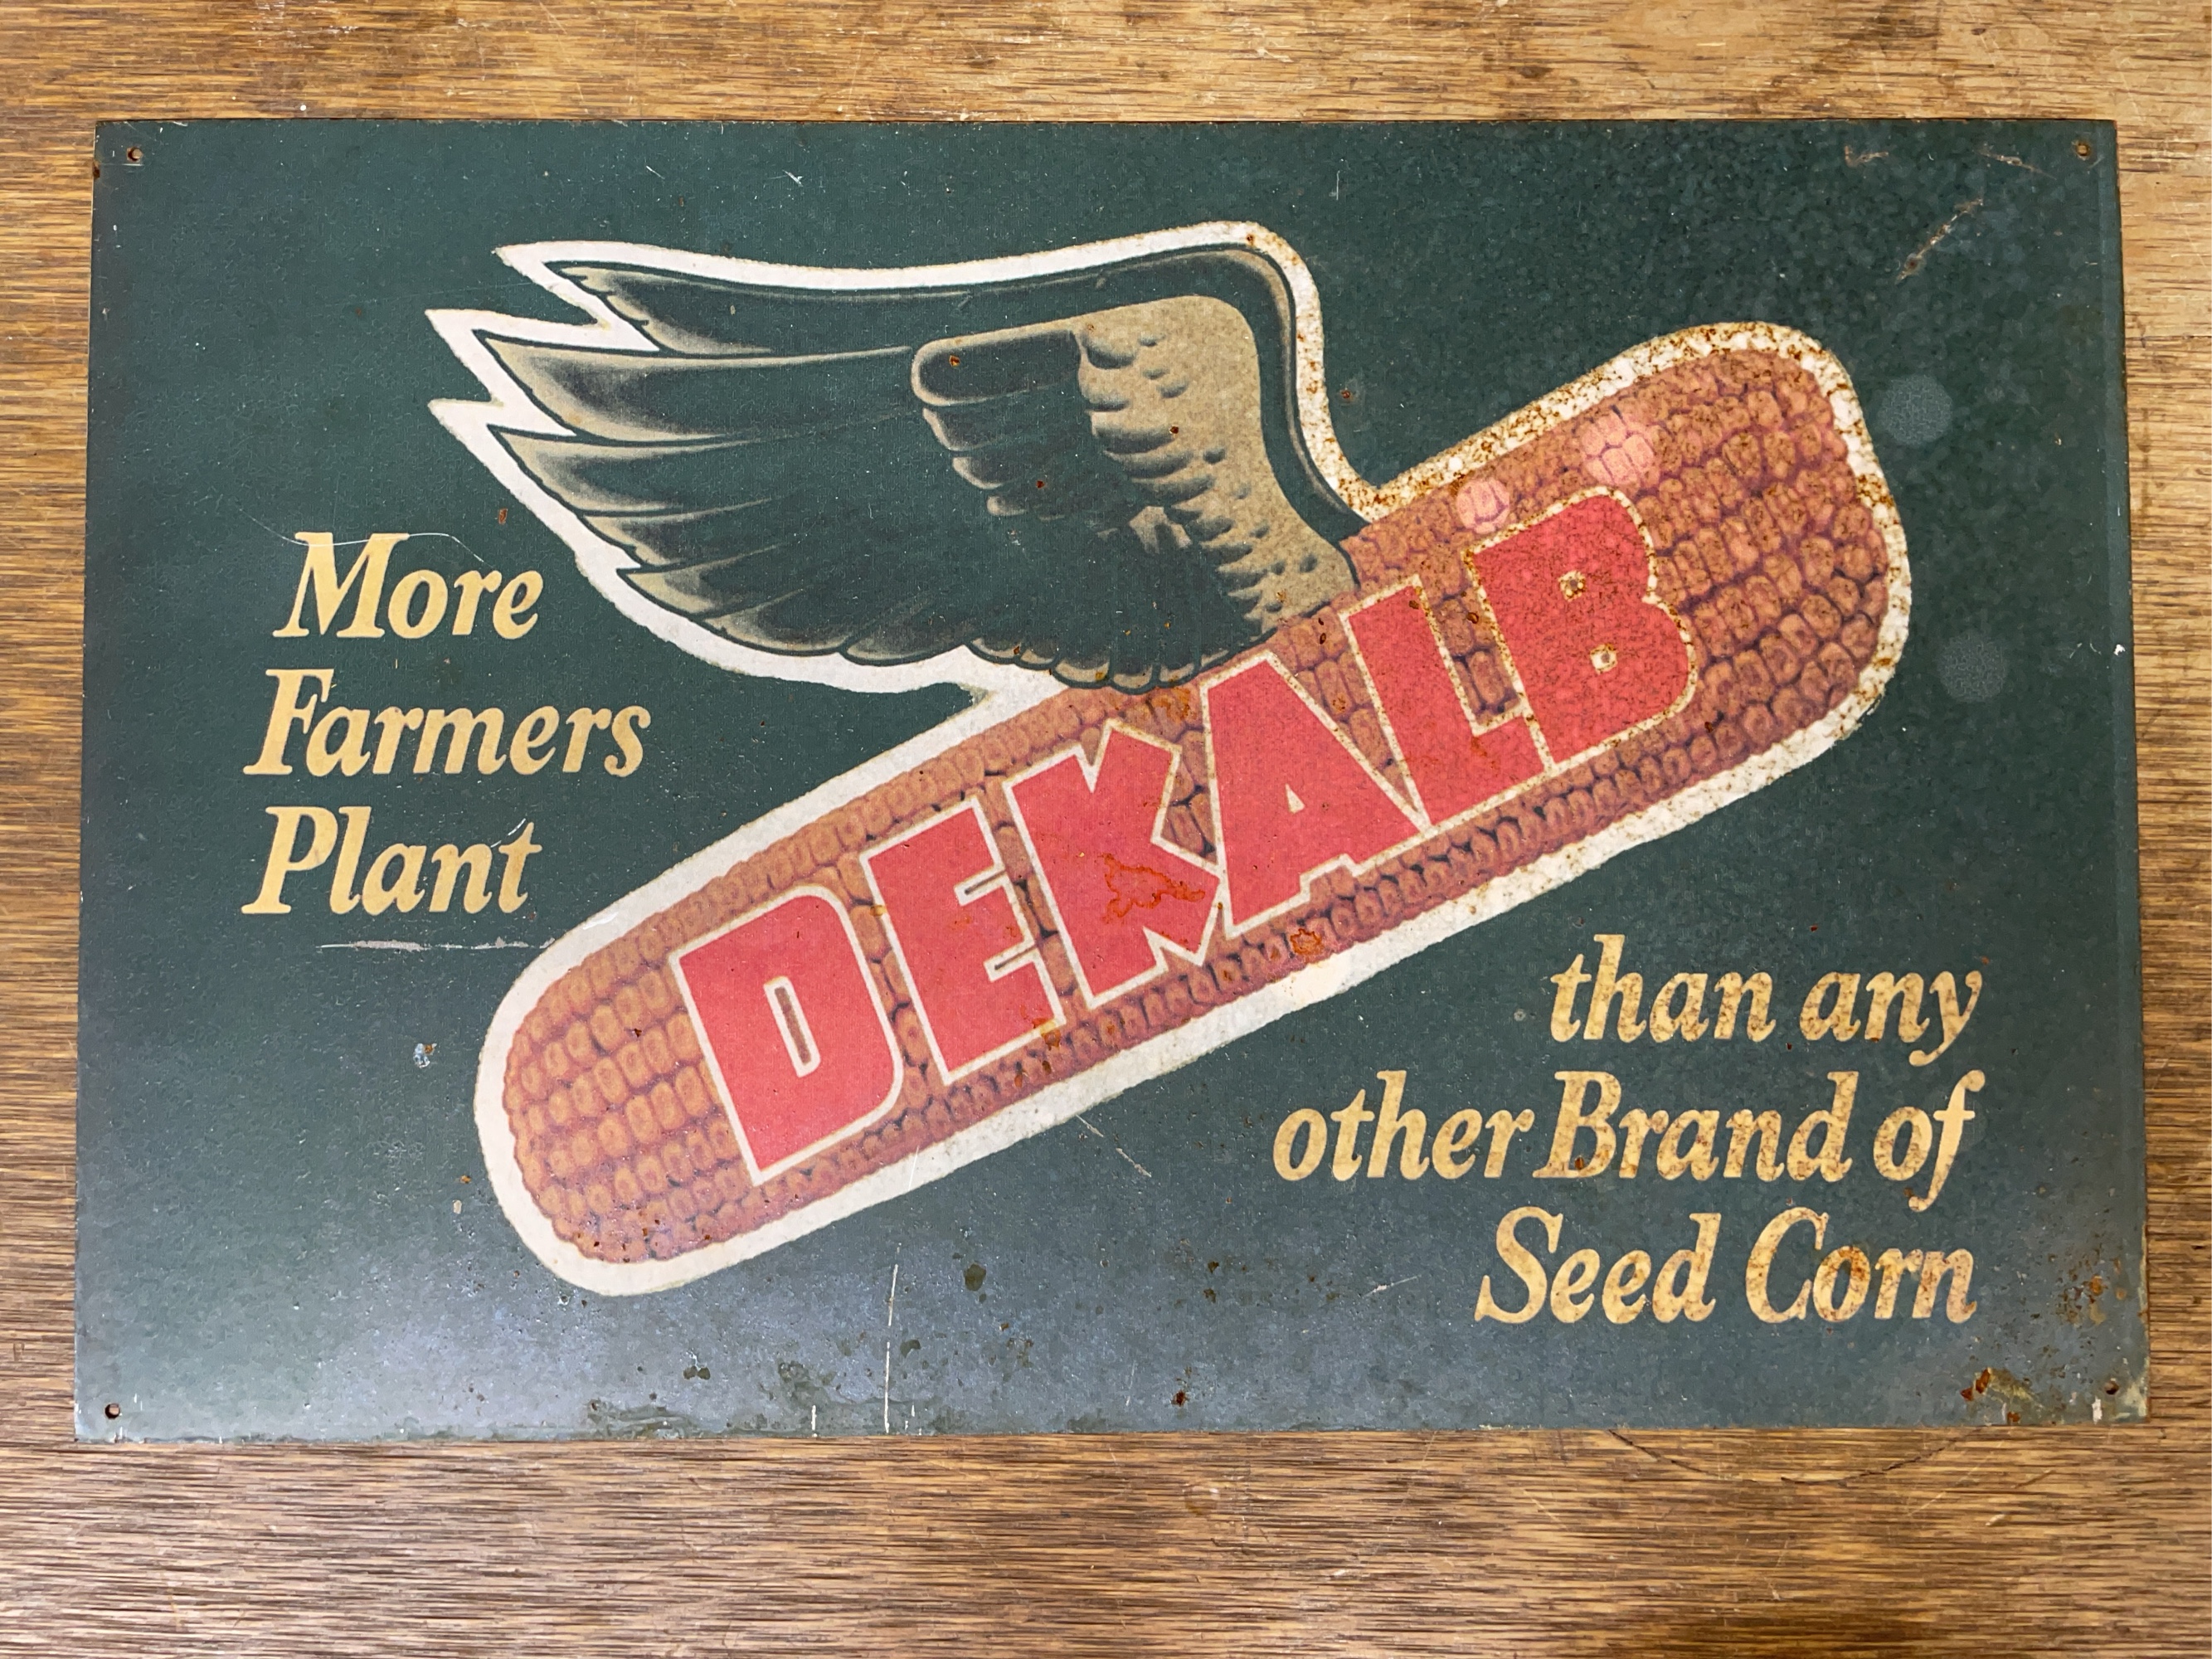 More
Farmers
Plant
DEKALB
than any
other Brand of
Seed Corn